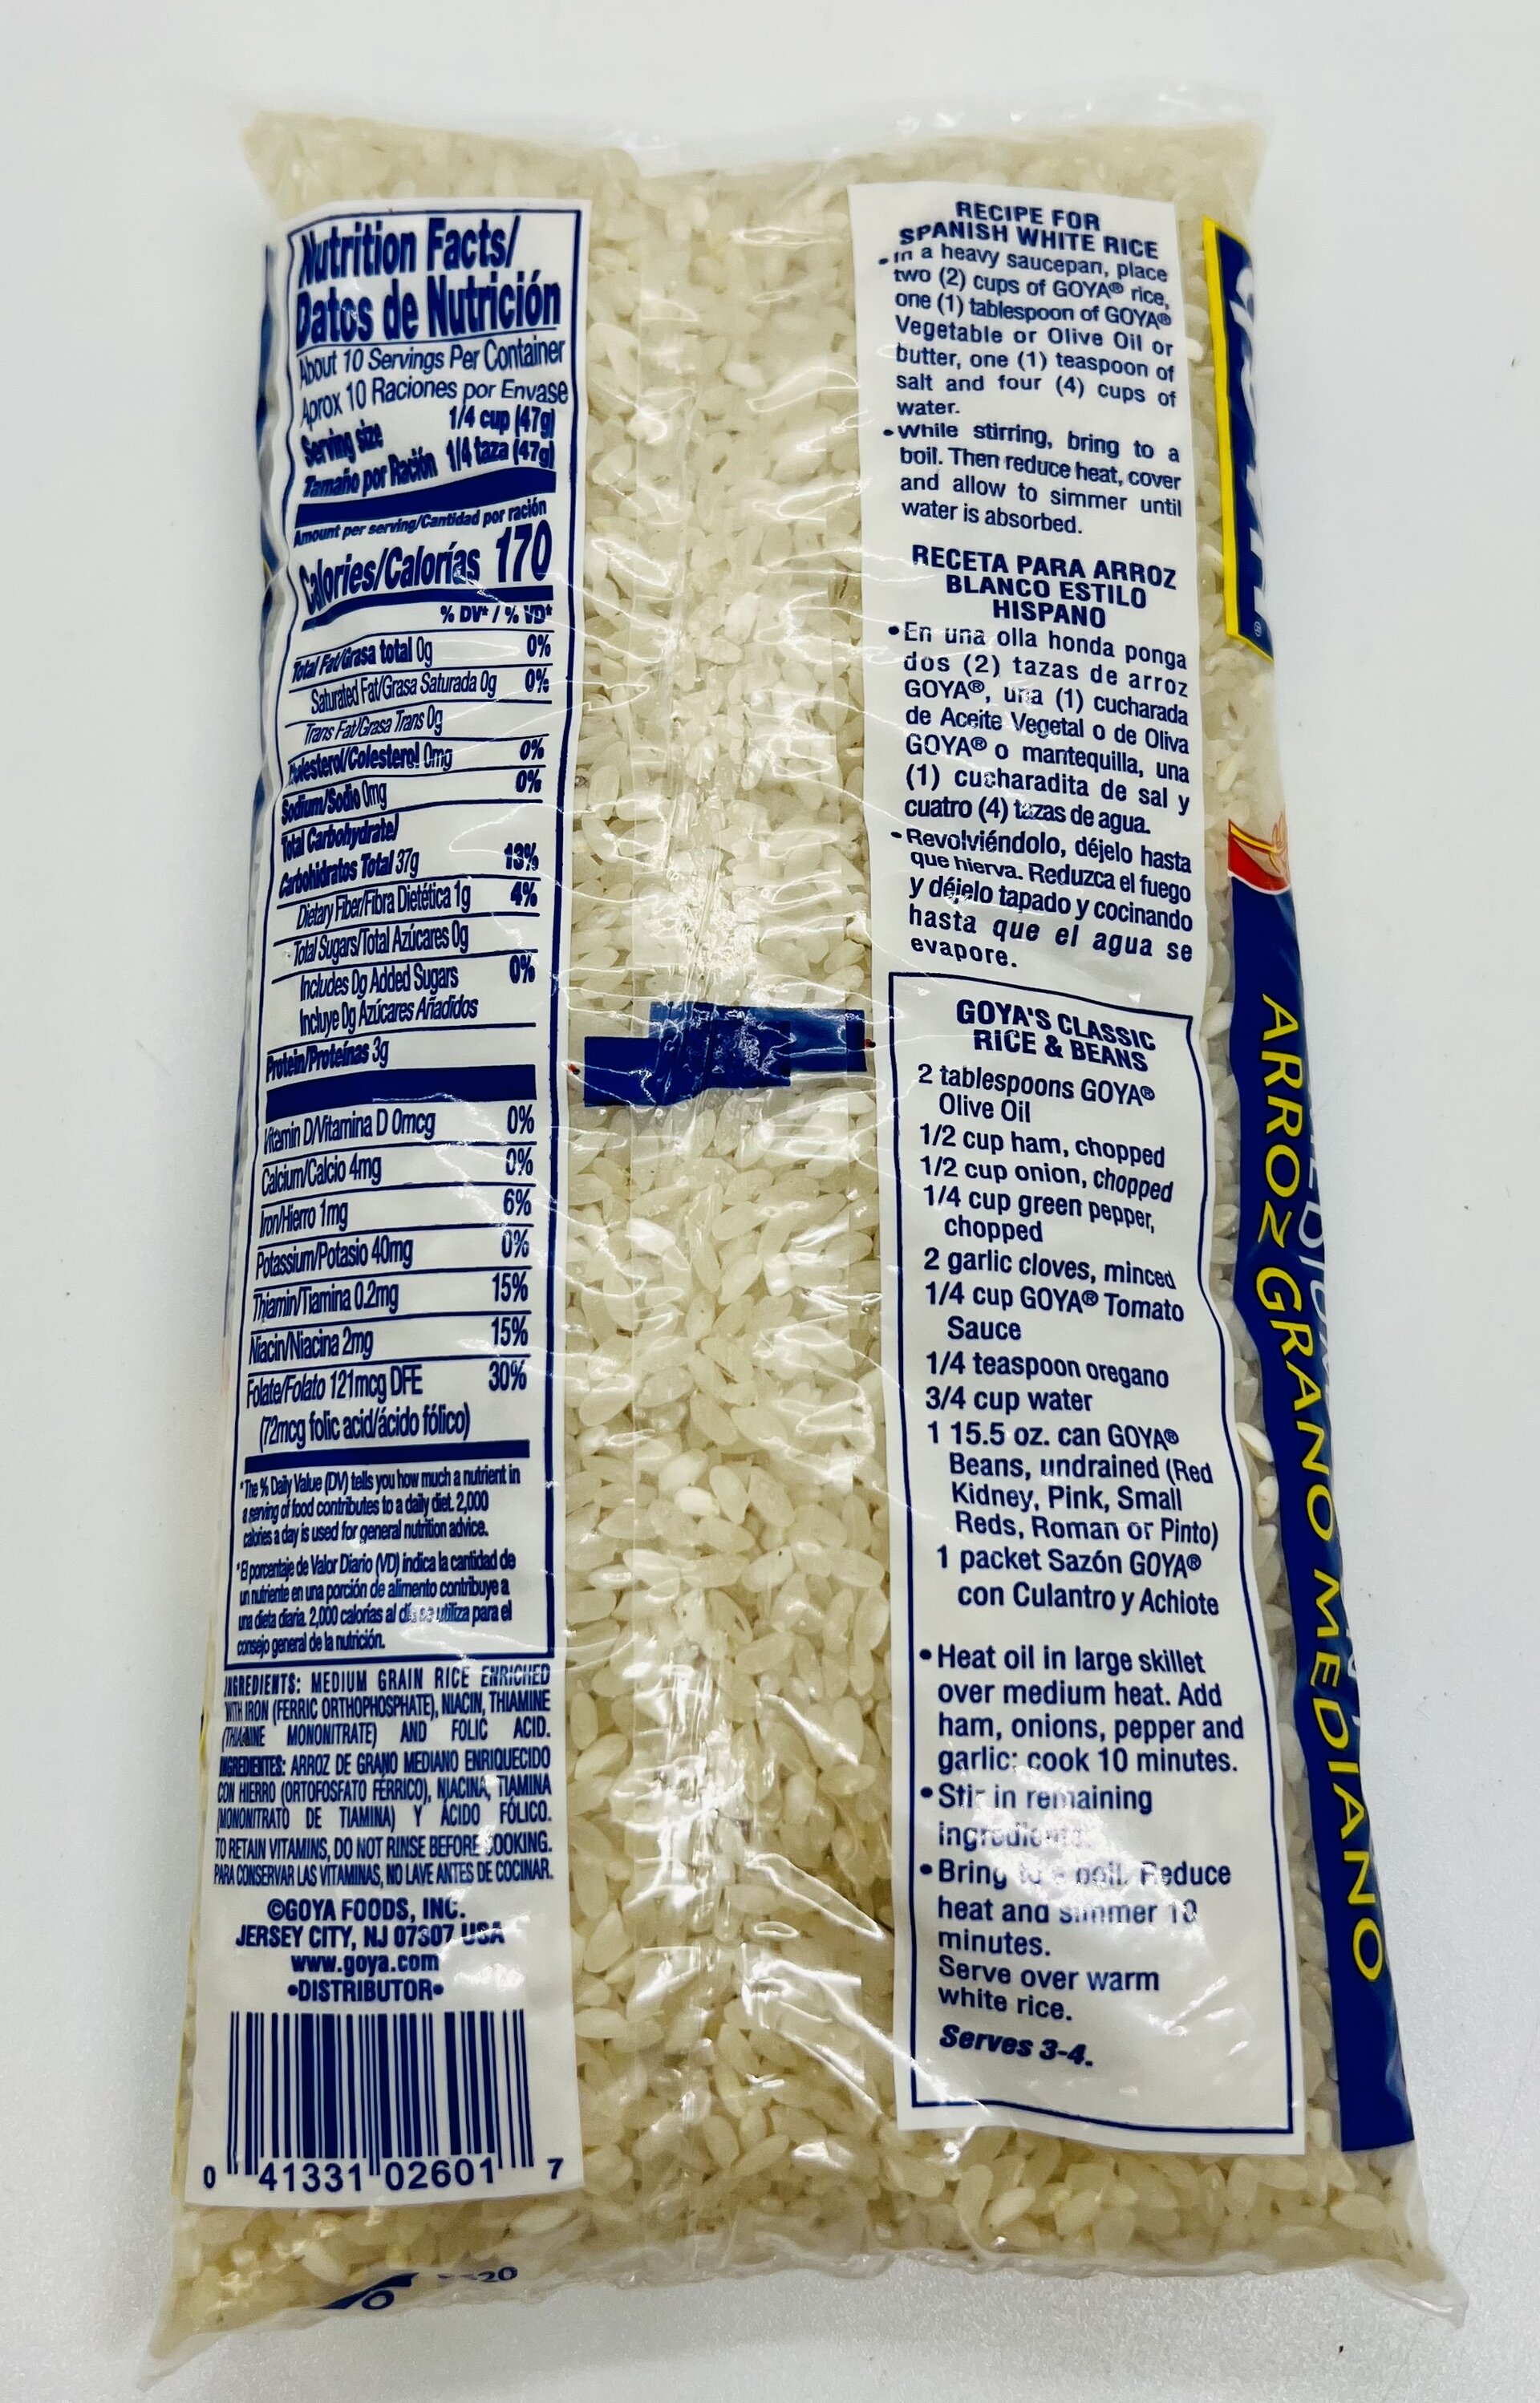 Nutrition Facts/
Datos de Nutrición
About 10 Servings Per Container
Aprox 10 Raciones por Envase
Serving size 1/4 cup (47g)
Tamaño por Ración 1/4 taza (47g)
Amount per serving/Cantidad por ración
Calories/Calorías 170
% DV* / % VD*
Total Fat/Grasa total 0g 0%
Saturated Fat/Grasa Saturada 0g 0%
Trans Fat/Grasa Trans 0g
Cholesterol/Colesterol 0mg 0%
Sodium/Sodio 0mg 0%
Total Carbohydrate/
Carbohidratos Total 37g 13%
Dietary Fiber/Fibra Dietética 1g 4%
Total Sugars/Total Azúcares 0g
Includes 0g Added Sugars 0%
Incluye 0g Azúcares Añadidos
Protein/Proteínas 3g
Vitamin D/Vitamina D 0mcg 0%
Calcium/Calcio 4mg 0%
Iron/Hierro 1mg 6%
Potassium/Potasio 40mg 0%
Thiamin/Tiamina 0.2mg 15%
Niacin/Niacina 2mg 15%
Folate/Folato 121mcg DFE 30%
(72mcg folic acid/ácido fólico)
*The % Daily Value (DV) tells you how much a nutrient in
a serving of food contributes to a daily diet. 2,000
calories a day is used for general nutrition advice.
*El porcentaje de Valor Diario (VD) indica la cantidad de
un nutriente en una porción de alimento contribuye a
una dieta diaria. 2,000 calorías al día se utiliza para el
consejo general de la nutrición.
INGREDIENTS: MEDIUM GRAIN RICE ENRICHED
WITH IRON (FERRIC ORTHOPHOSPHATE), NIACIN, THIAMINE
(THIAMINE MONONITRATE) AND FOLIC ACID.
INGREDIENTES: ARROZ DE GRANO MEDIANO ENRIQUECIDO
CON HIERRO (ORTOFOSFATO FÉRRICO), NIACINA, TIAMINA
(MONONITRATO DE TIAMINA) Y ÁCIDO FÓLICO.
TO RETAIN VITAMINS, DO NOT RINSE BEFORE COOKING.
PARA CONSERVAR LAS VITAMINAS, NO LAVE ANTES DE COCINAR.
©GOYA FOODS, INC.
JERSEY CITY, NJ 07307 USA
www.goya.com
•DISTRIBUTOR•
0 41331 02601 7
RECIPE FOR
SPANISH WHITE RICE
•In a heavy saucepan, place
two (2) cups of GOYA® rice,
one (1) tablespoon of GOYA®
Vegetable or Olive Oil or
butter, one (1) teaspoon of
salt and four (4) cups of
water.
•While stirring, bring to a
boil. Then reduce heat, cover
and allow to simmer until
water is absorbed.
RECETA PARA ARROZ
BLANCO ESTILO
HISPANO
•En una olla honda ponga
dos (2) tazas de arroz
GOYA®, una (1) cucharada
de Aceite Vegetal o de Oliva
GOYA® o mantequilla, una
(1) cucharadita de sal y
cuatro (4) tazas de agua.
•Revolviéndolo, déjelo hasta
que hierva. Reduzca el fuego
y déjelo tapado y cocinando
hasta que el agua se
evapore.
GOYA'S CLASSIC
RICE & BEANS
2 tablespoons GOYA®
Olive Oil
1/2 cup ham, chopped
1/2 cup onion, chopped
1/4 cup green pepper,
chopped
2 garlic cloves, minced
1/4 cup GOYA® Tomato
Sauce
1/4 teaspoon oregano
3/4 cup water
1 15.5 oz. can GOYA®
Beans, undrained (Red
Kidney, Pink, Small
Reds, Roman or Pinto)
1 packet Sazón GOYA®
con Culantro y Achiote
•Heat oil in large skillet
over medium heat. Add
ham, onions, pepper and
garlic; cook 10 minutes.
•Stir in remaining
ingredients.
•Bring to a boil. Reduce
heat and simmer 10
minutes.
Serve over warm
white rice.
Serves 3-4.
ARROZ GRANO MEDIANO